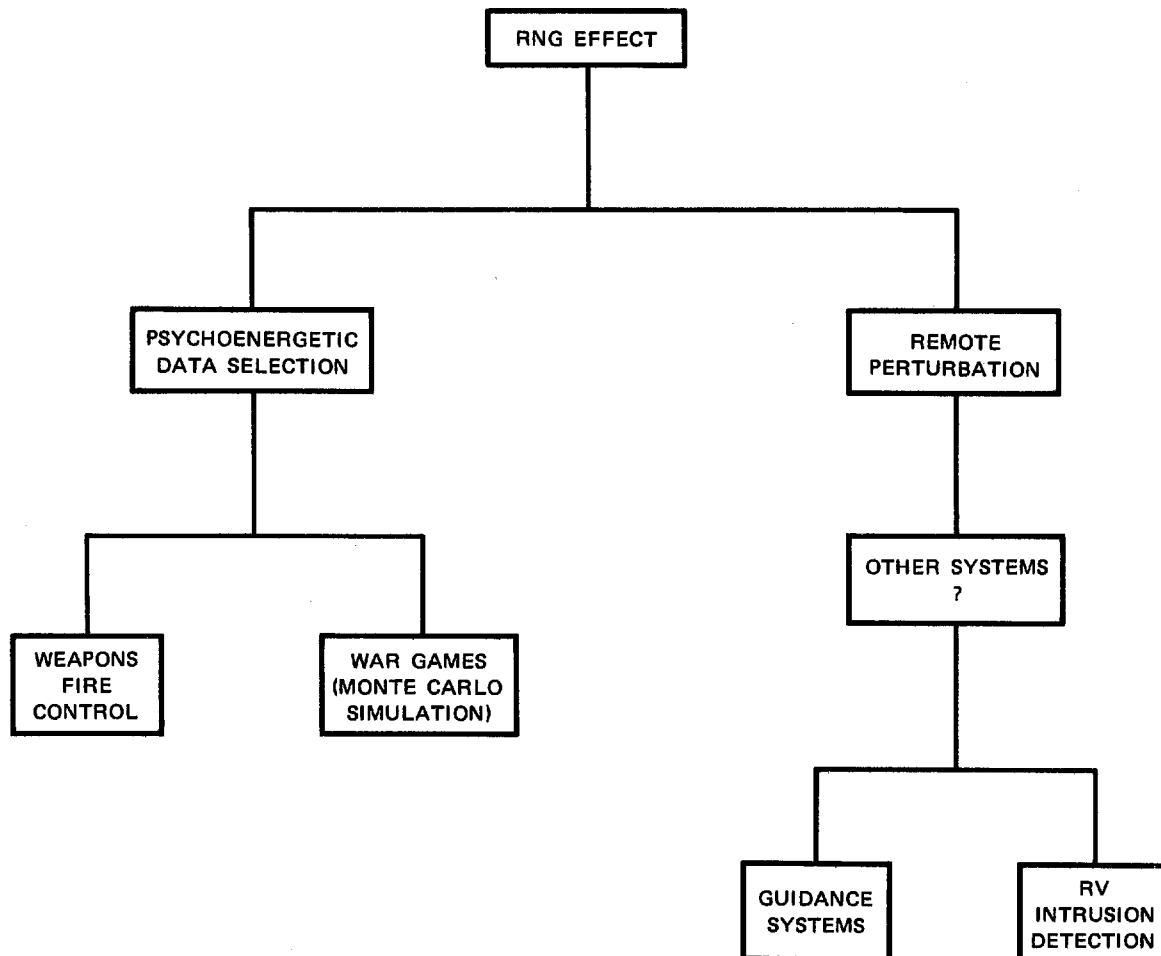 RNG EFFECT
PSYCHOENERGETIC
DATA SELECTION
REMOTE
PERTURBATION
OTHER SYSTEMS
?
WEAPONS
FIRE
CONTROL
WAR GAMES
(MONTE CARLO
SIMULATION)
GUIDANCE
SYSTEMS
RV
INTRUSION
DETECTION